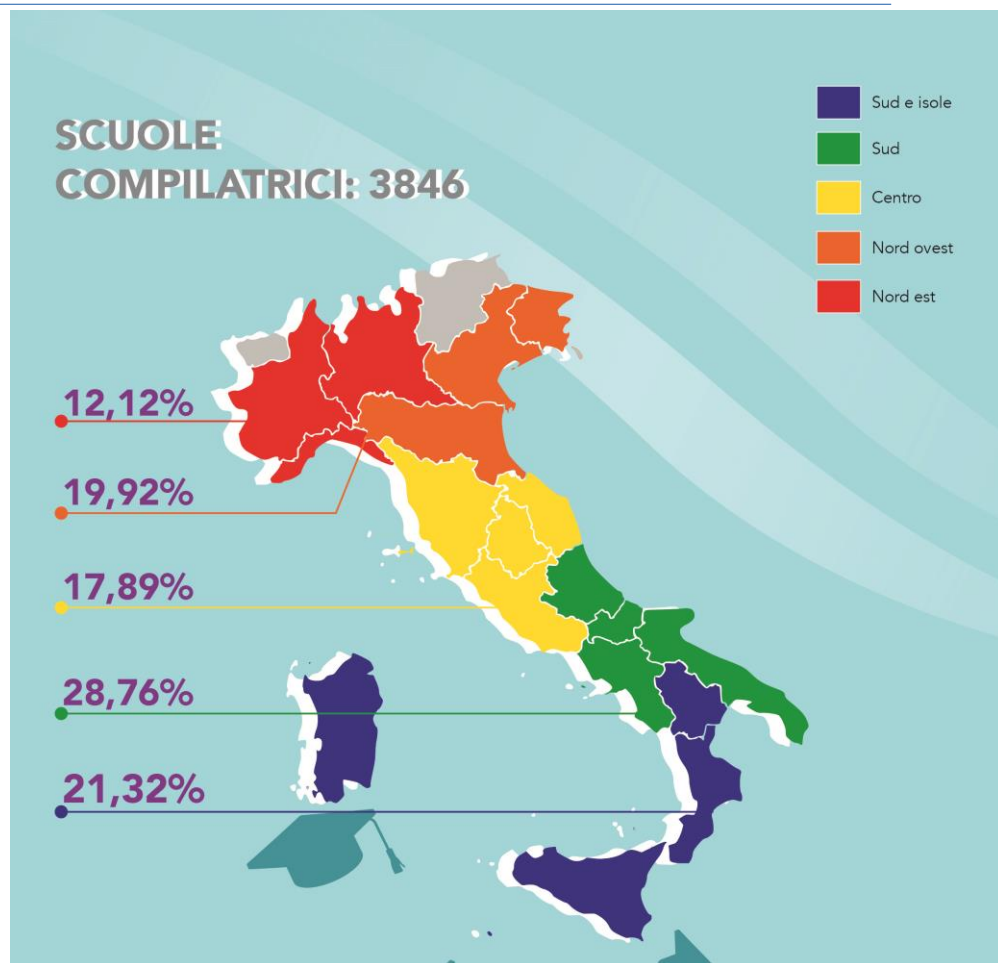 SCUOLE
COMPILATRICI: 3846
Sud e isole
Sud
Centro
Nord ovest
Nord est
12,12%
19,92%
17,89%
28,76%
21,32%